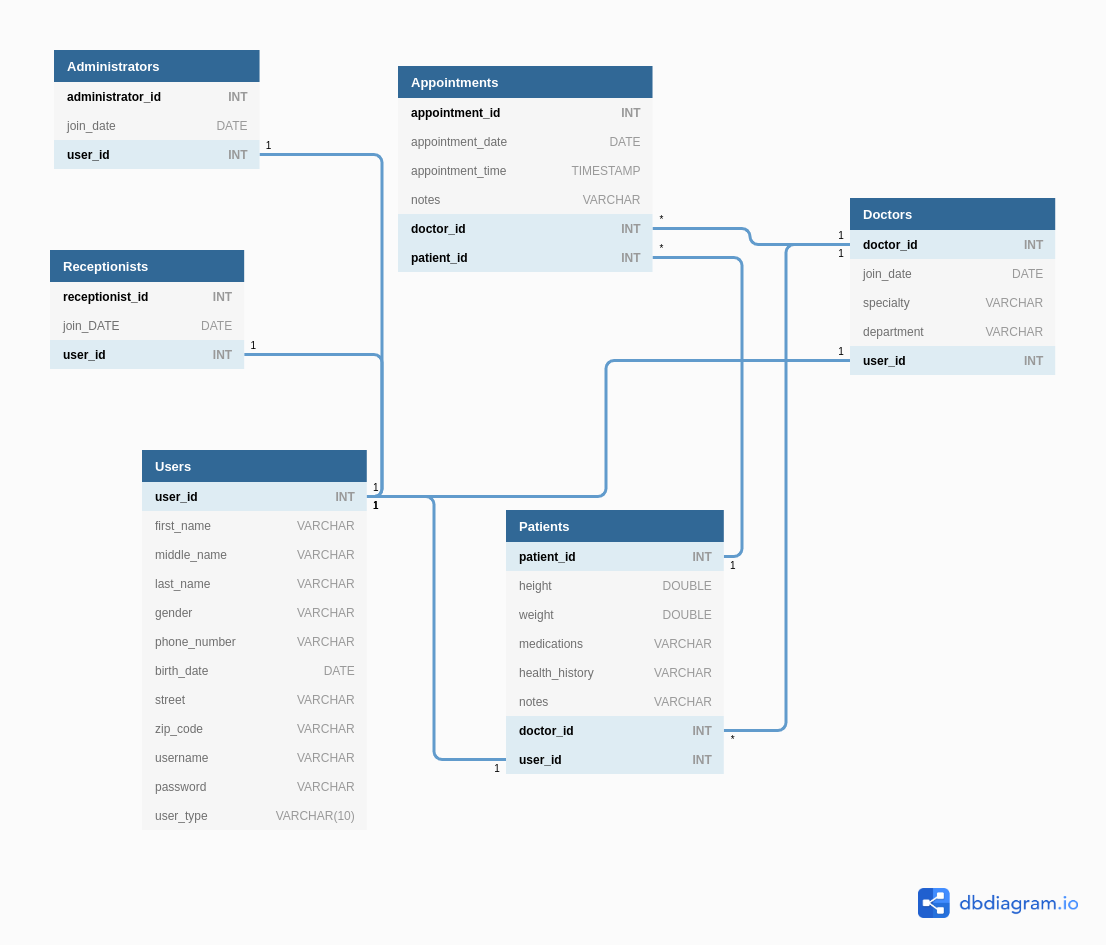 Administrators
administrator_id INT
join_date DATE
user_id INT
1
Appointments
appointment_id INT
appointment_date DATE
appointment_time TIMESTAMP
notes VARCHAR
doctor_id INT
*
patient_id INT
*
Doctors
1
doctor_id INT
1
join_date DATE
specialty VARCHAR
department VARCHAR
1
user_id INT
Receptionists
receptionist_id INT
join_DATE DATE
user_id INT
1
Users
user_id INT
1
1
first_name VARCHAR
middle_name VARCHAR
last_name VARCHAR
gender VARCHAR
phone_number VARCHAR
birth_date DATE
street VARCHAR
zip_code VARCHAR
username VARCHAR
password VARCHAR
user_type VARCHAR(10)
Patients
patient_id INT
1
height DOUBLE
weight DOUBLE
medications VARCHAR
health_history VARCHAR
notes VARCHAR
doctor_id INT
*
user_id INT
1
dbdiagram.io